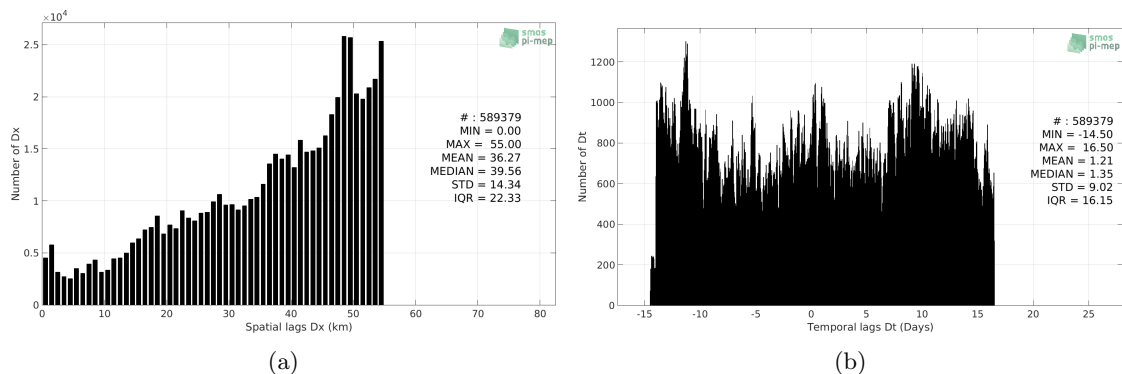 ×10⁴
2.5
2
1.5
1
0.5
0
Number of Dx
0 10 20 30 40 50 60 70 80
Spatial lags Dx (km)
smos
pi-mep
# : 589379
MIN = 0.00
MAX = 55.00
MEAN = 36.27
MEDIAN = 39.56
STD = 14.34
IQR = 22.33
(a)
1200
1000
800
600
400
200
0
Number of Dt
-15 -10 -5 0 5 10 15 20 25
Temporal lags Dt (Days)
smos
pi-mep
# : 589379
MIN = -14.50
MAX = 16.50
MEAN = 1.21
MEDIAN = 1.35
STD = 9.02
IQR = 16.15
(b)